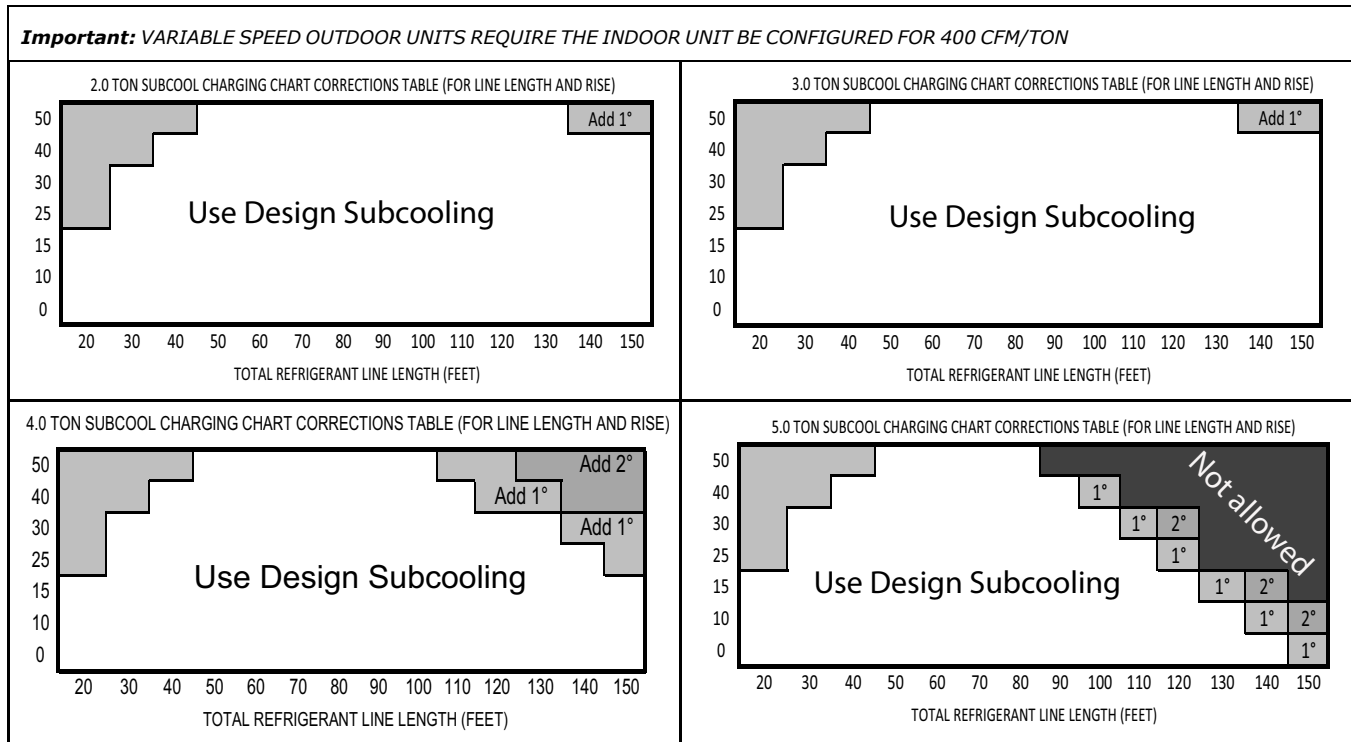 Important: VARIABLE SPEED OUTDOOR UNITS REQUIRE THE INDOOR UNIT BE CONFIGURED FOR 400 CFM/TON
2.0 TON SUBCOOL CHARGING CHART CORRECTIONS TABLE (FOR LINE LENGTH AND RISE)
50
Add 1°
40
30
25
Use Design Subcooling
15
10
0
20 30 40 50 60 70 80 90 100 110 120 130 140 150
TOTAL REFRIGERANT LINE LENGTH (FEET)
3.0 TON SUBCOOL CHARGING CHART CORRECTIONS TABLE (FOR LINE LENGTH AND RISE)
50
Add 1°
40
30
25
Use Design Subcooling
15
10
0
20 30 40 50 60 70 80 90 100 110 120 130 140 150
TOTAL REFRIGERANT LINE LENGTH (FEET)
4.0 TON SUBCOOL CHARGING CHART CORRECTIONS TABLE (FOR LINE LENGTH AND RISE)
50
Add 2°
40
Add 1°
30
Add 1°
25
Use Design Subcooling
15
10
0
20 30 40 50 60 70 80 90 100 110 120 130 140 150
TOTAL REFRIGERANT LINE LENGTH (FEET)
5.0 TON SUBCOOL CHARGING CHART CORRECTIONS TABLE (FOR LINE LENGTH AND RISE)
50
Not allowed
40
1°
30
1° 2°
25
1°
Use Design Subcooling
15
1° 2°
10
1° 2°
0
1°
20 30 40 50 60 70 80 90 100 110 120 130 140 150
TOTAL REFRIGERANT LINE LENGTH (FEET)